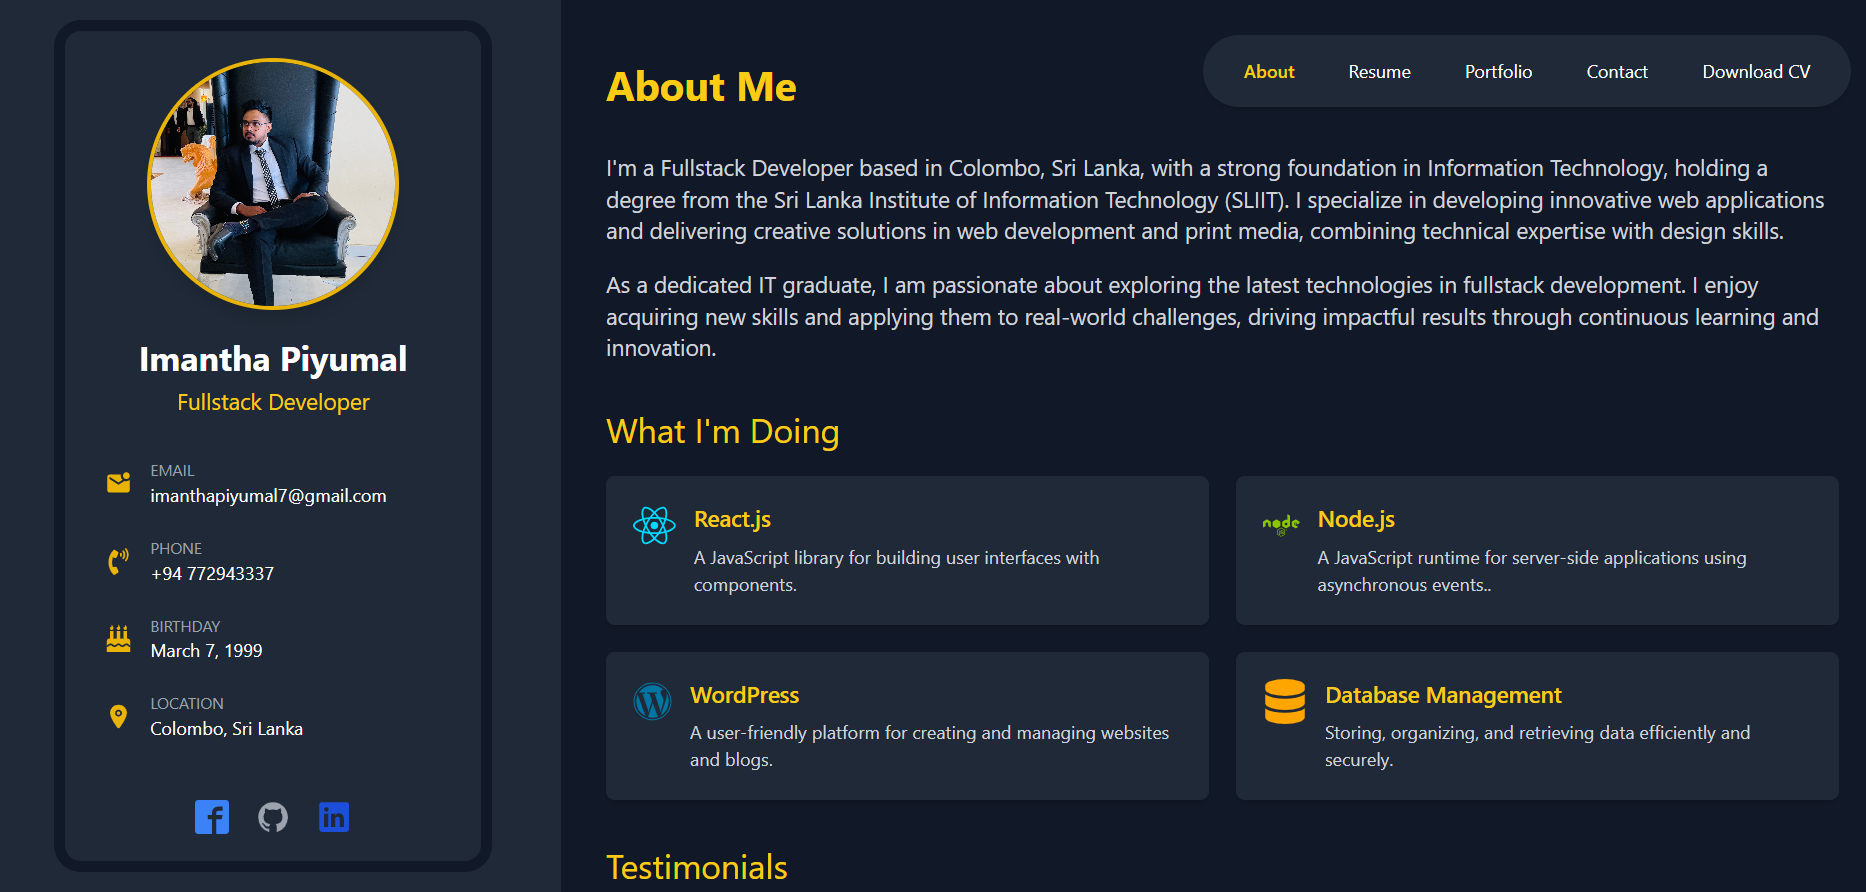 Imantha Piyumal
Fullstack Developer
EMAIL
imanthapiyumal7@gmail.com
PHONE
+94 772943337
BIRTHDAY
March 7, 1999
LOCATION
Colombo, Sri Lanka
About
Resume
Portfolio
Contact
Download CV
About Me
I'm a Fullstack Developer based in Colombo, Sri Lanka, with a strong foundation in Information Technology, holding a
degree from the Sri Lanka Institute of Information Technology (SLIIT). I specialize in developing innovative web applications
and delivering creative solutions in web development and print media, combining technical expertise with design skills.
As a dedicated IT graduate, I am passionate about exploring the latest technologies in fullstack development. I enjoy
acquiring new skills and applying them to real-world challenges, driving impactful results through continuous learning and
innovation.
What I'm Doing
React.js
A JavaScript library for building user interfaces with
components.
node
Node.js
A JavaScript runtime for server-side applications using
asynchronous events..
WordPress
A user-friendly platform for creating and managing websites
and blogs.
Database Management
Storing, organizing, and retrieving data efficiently and
securely.
Testimonials